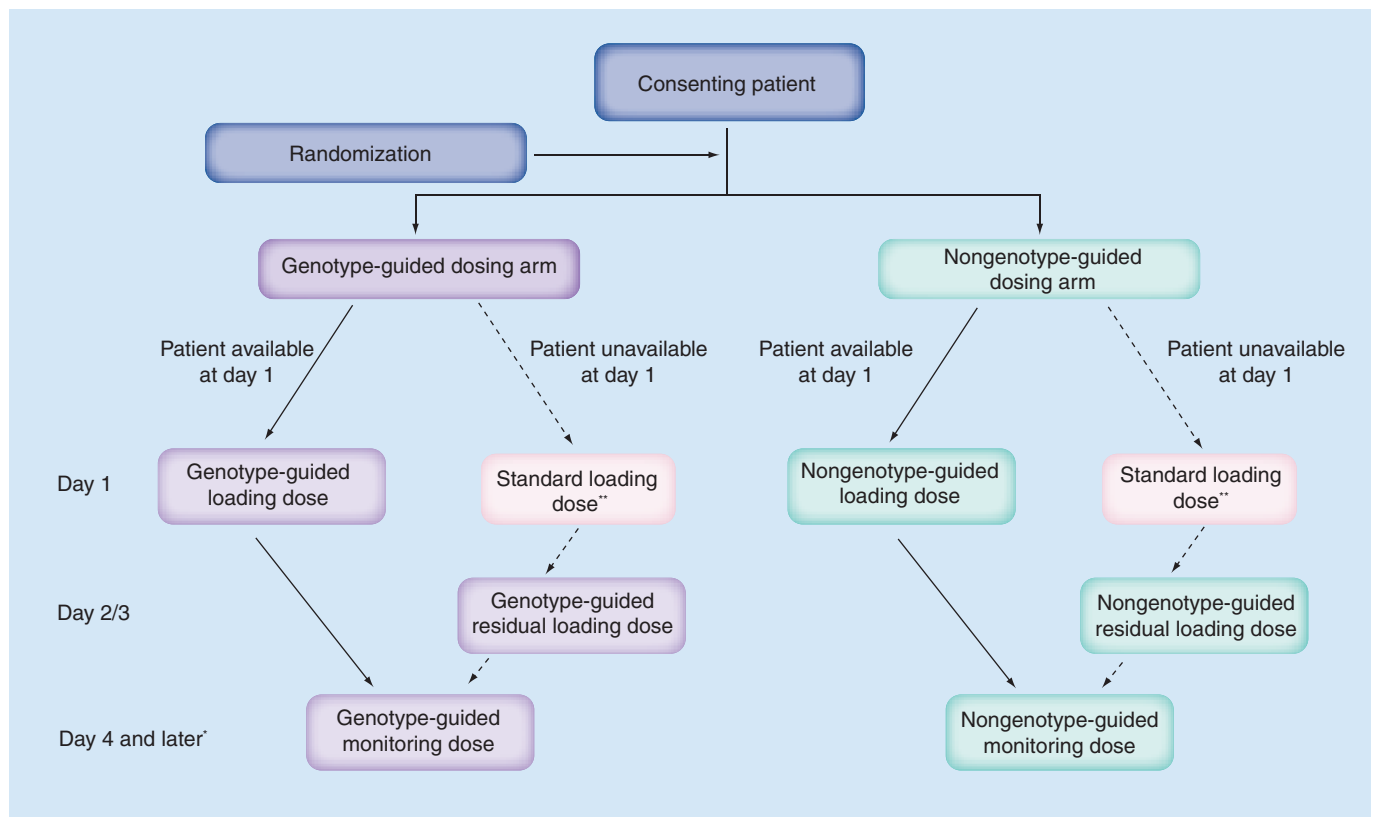 Consenting patient
Randomization
Genotype-guided dosing arm
Nongenotype-guided
dosing arm
Patient available
at day 1
Patient unavailable
at day 1
Patient available
at day 1
Patient unavailable
at day 1
Day 1
Genotype-guided
loading dose
Standard loading
dose**
Nongenotype-guided
loading dose
Standard loading
dose**
Day 2/3
Genotype-guided
residual loading dose
Nongenotype-guided
residual loading dose
Day 4 and later*
Genotype-guided
monitoring dose
Nongenotype-guided
monitoring dose